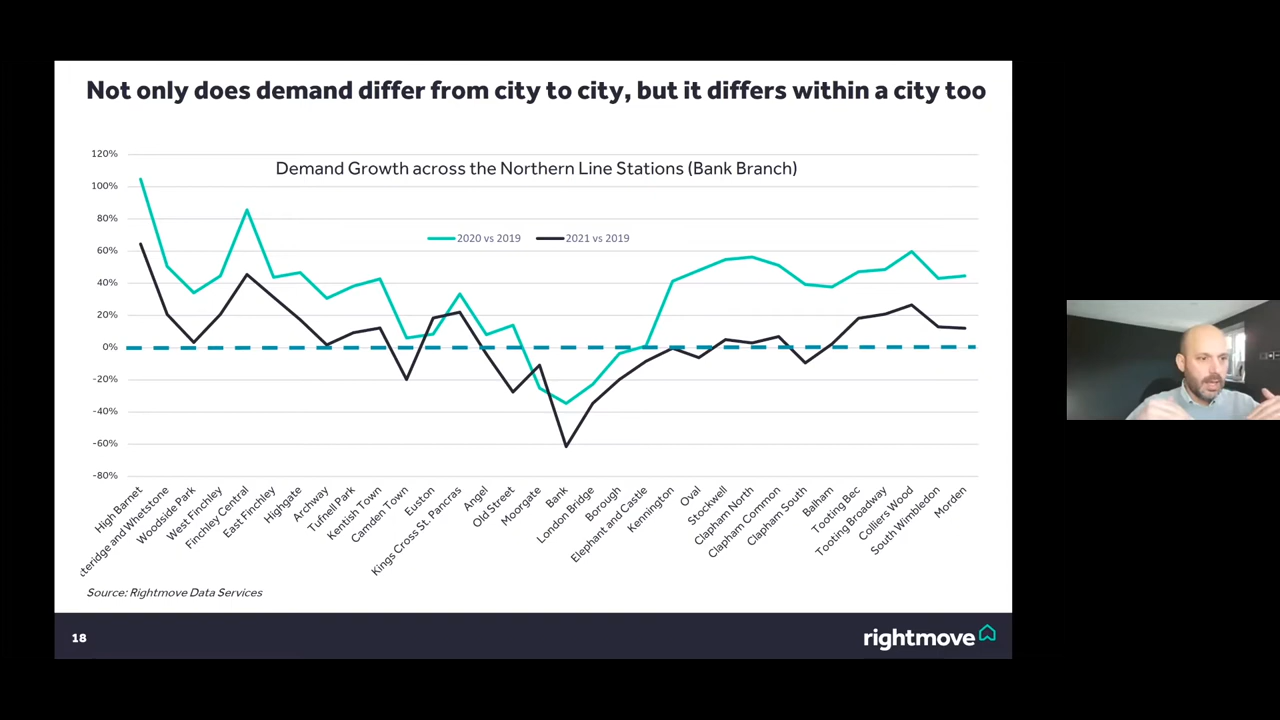 Not only does demand differ from city to city, but it differs within a city too
Demand Growth across the Northern Line Stations (Bank Branch)
2020 vs 2019
2021 vs 2019
120%
100%
80%
60%
40%
20%
0%
-20%
-40%
-60%
-80%
High Barnet
tteridge and Whetstone
Woodside Park
West Finchley
Finchley Central
East Finchley
Highgate
Archway
Tufnell Park
Kentish Town
Camden Town
Euston
Kings Cross St. Pancras
Angel
Old Street
Moorgate
Bank
London Bridge
Borough
Elephant and Castle
Kennington
Oval
Stockwell
Clapham North
Clapham Common
Clapham South
Balham
Tooting Bec
Tooting Broadway
Colliers Wood
South Wimbledon
Morden
Source: Rightmove Data Services
18
rightmove